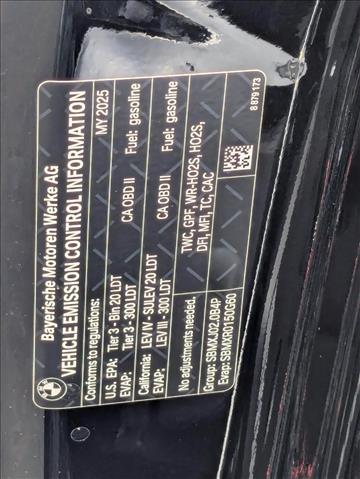 Bayerische Motoren Werke AG
VEHICLE EMISSION CONTROL INFORMATION
Conforms to regulations: MY 2025
U.S. EPA: Tier 3 - Bin 20 LDT CA OBD II Fuel: gasoline
EVAP: Tier 3 - 300 LDT
California: LEV IV - SULEV 20 LDT CA OBD II Fuel: gasoline
EVAP: LEV III - 300 LDT
No adjustments needed.
TWC, GPF, WR-HO2S, HO2S,
Group: SBMXJ02.0B4P DFI, MFI, TC, CAC
Evap: SBMXR0150G60
8 879 173